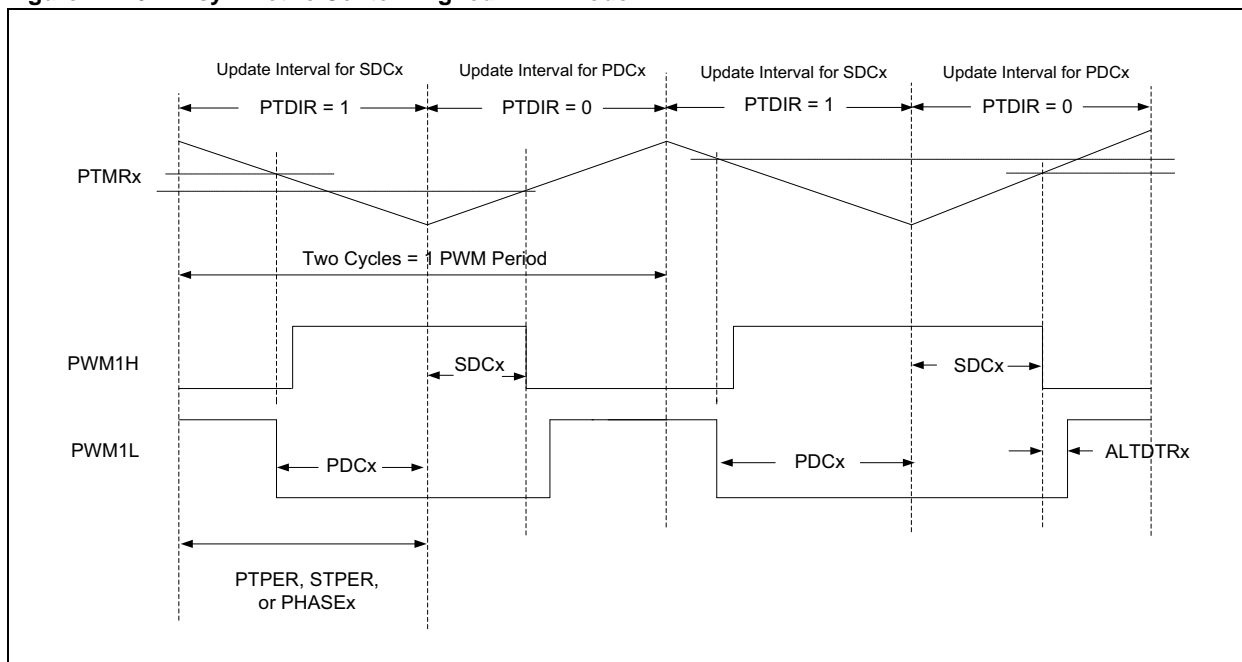 Update Interval for SDCx
Update Interval for PDCx
Update Interval for SDCx
Update Interval for PDCx
PTDIR = 1
PTDIR = 0
PTDIR = 1
PTDIR = 0
PTMRx
Two Cycles = 1 PWM Period
PWM1H
SDCx
SDCx
PWM1L
PDCx
PDCx
ALTDTRx
PTPER, STPER,
or PHASEx